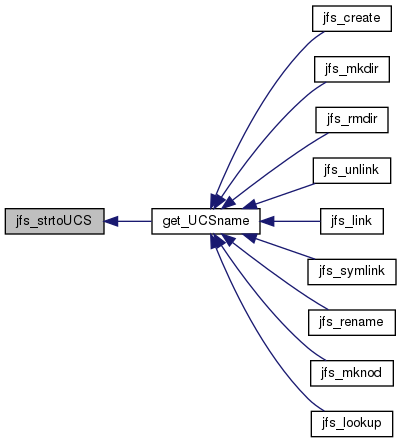 jfs_create
jfs_mkdir
jfs_rmdir
jfs_unlink
jfs_strtoUCS
get_UCSname
jfs_link
jfs_symlink
jfs_rename
jfs_mknod
jfs_lookup